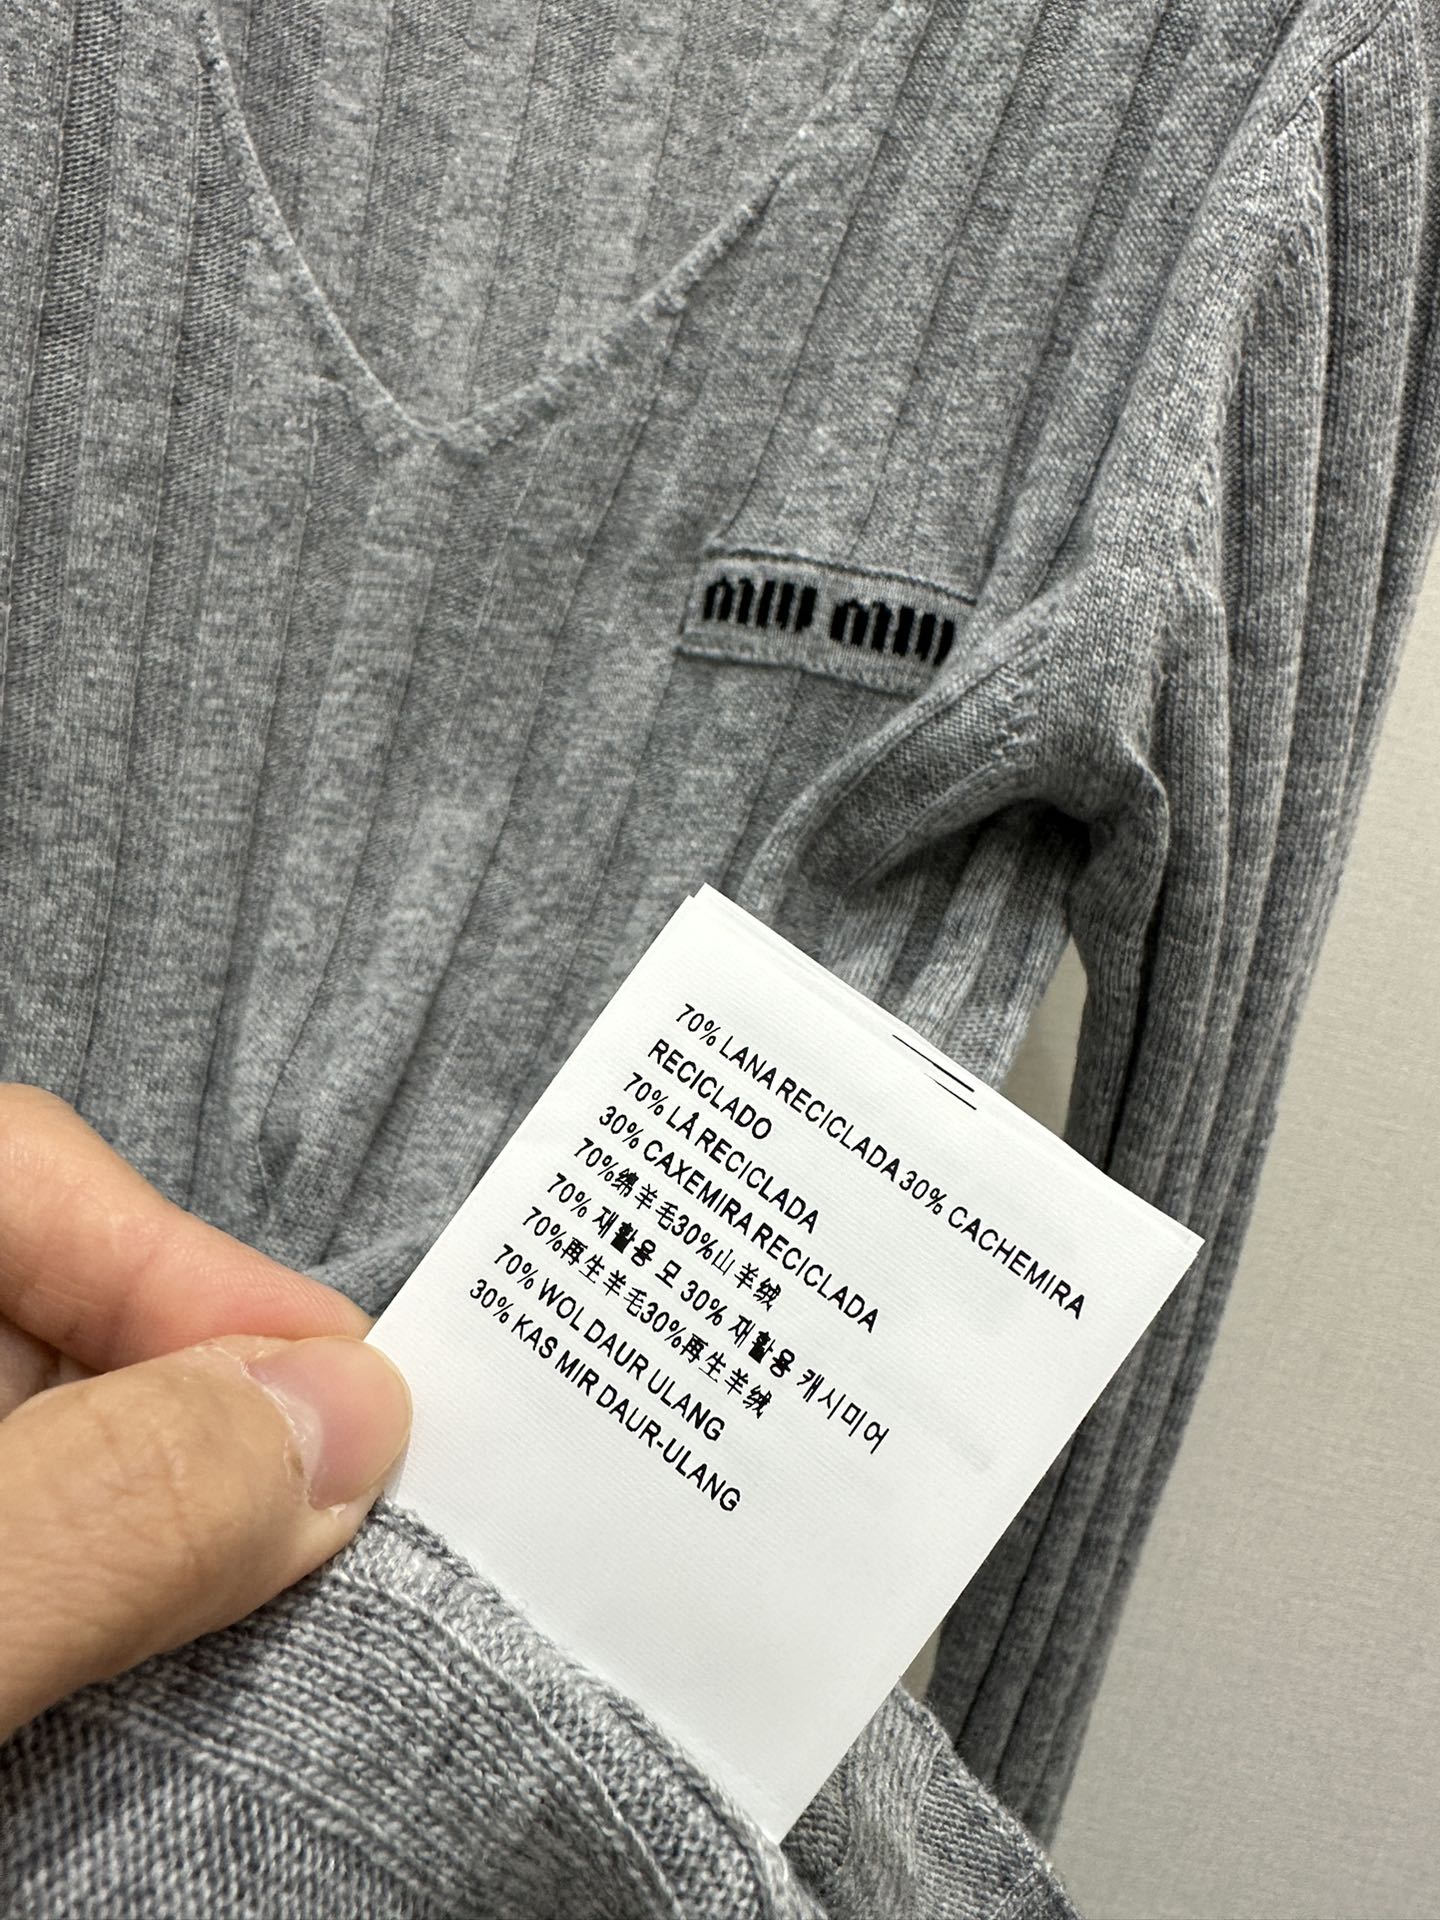 miu miu
70% LANA RECICLADA 30% CACHEMIRA
RECICLADO
70% LÅ RECICLADA
30% CAXEMIRA RECICLADA
70%绵羊毛30%山羊绒
70% 재활용 모 30% 재활용 캐시미어
70%再生羊毛30%再生羊绒
70% WOL DAUR ULANG
30% KAS MIR DAUR-ULANG